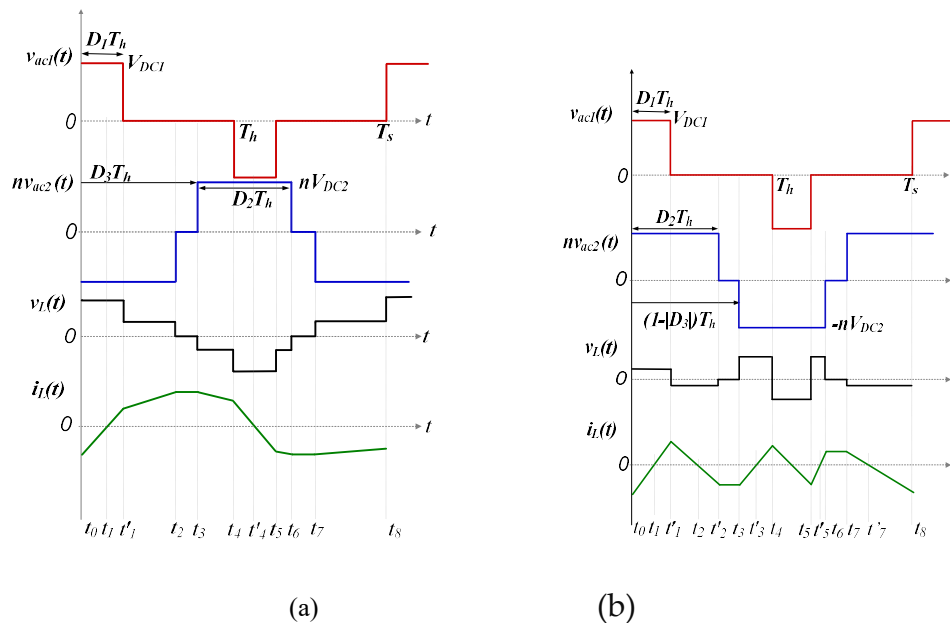 D1Th
vac1(t)
VDC1
0
Th
Ts
t
D3Th
nvac2(t)
nVDC2
D2Th
0
t
vL(t)
0
t
iL(t)
0
t
t0 t1 t'1 t2 t3 t4 t'4 t5 t6 t7 t8
(a)
D1Th
vac1(t)
VDC1
0
Th
Ts
D2Th
nvac2(t)
0
(1-|D3|)Th
-nVDC2
vL(t)
0
iL(t)
0
t0 t1 t'1 t2 t'2 t3 t'3 t4 t5 t'5 t6 t7 t'7 t8
(b)